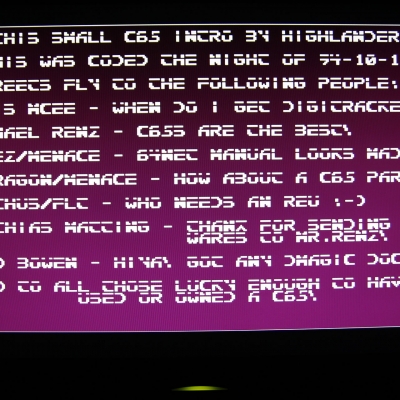 THIS SMALL C65 INTRO BY HIGHLANDER
THIS WAS CODED THE NIGHT OF 94-10-1
GREETS FLY TO THE FOLLOWING PEOPLE:
S MCEE - WHEN DO I GET DIGITRACKE
HAEL RENZ - C65S ARE THE BEST!
EZ/MENACE - 64NET MANUAL LOOKS MAD
RAGON/MENACE - HOW ABOUT A C65 PAR
CHUS/FLT - WHO NEEDS AN REU :-)
THIAS MATTING - THANX FOR SENDING
WARES TO MR.RENZ!
D BOWEN - HIYA! GOT ANY DMAGIC DOC
D TO ALL THOSE LUCKY ENOUGH TO HAV
USED OR OWNED A C65!